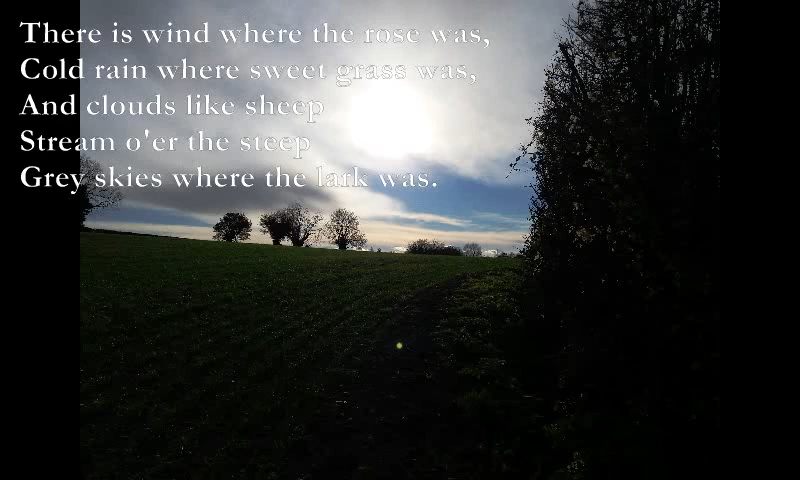 There is wind where the rose was,
Cold rain where sweet grass was,
And clouds like sheep
Stream o'er the steep
Grey skies where the lark was.